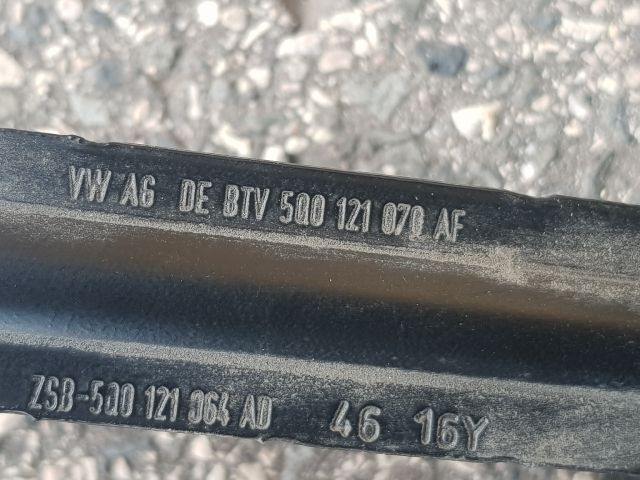 VW AG DE BTV 5Q0 121 070 AF
ZSB-5Q0 121 064 AD 46 16Y